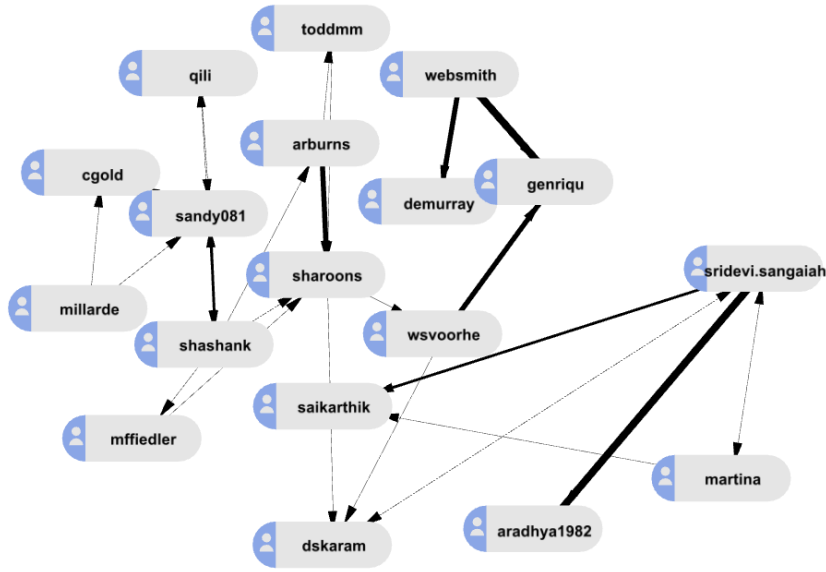 toddmm
qili
websmith
arburns
cgold
genriqu
demurray
sandy081
sharoons
sridevi.sangaiah
millarde
wsvoorhe
shashank
saikarthik
mffiedler
martina
aradhya1982
dskaram